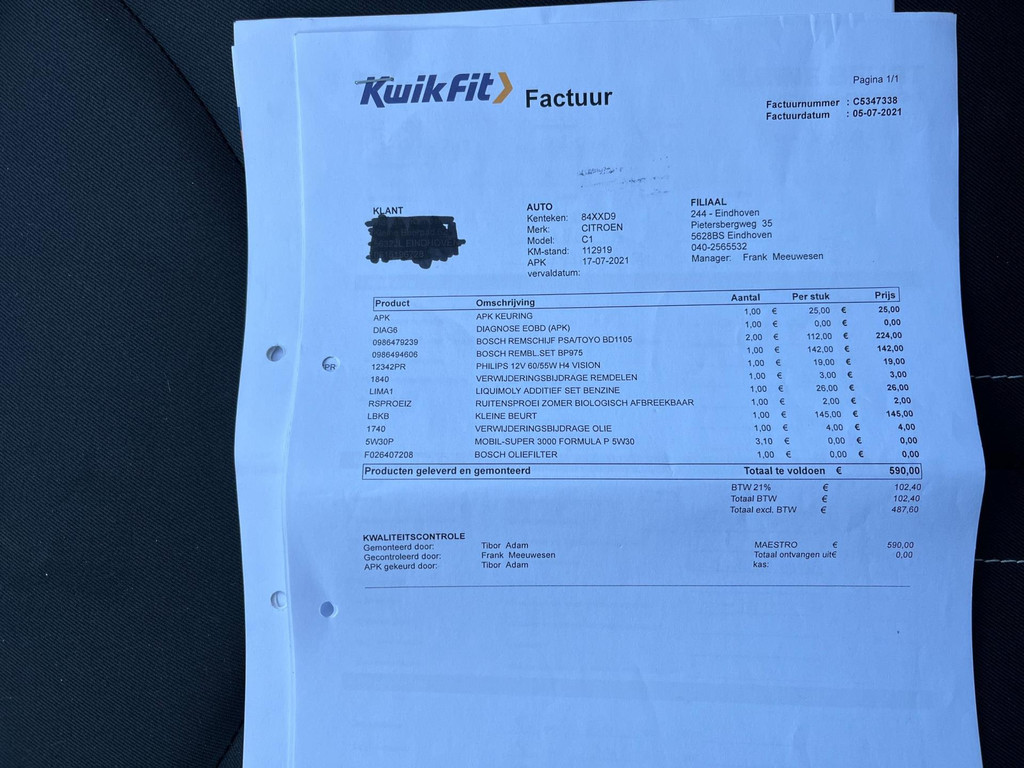 KwikFit Factuur
Pagina 1/1
Factuurnummer : C5347338
Factuurdatum : 05-07-2021
KLANT
EINDHOVEN
AUTO
Kenteken: 84XXD9
Merk: CITROEN
Model: C1
KM-stand: 112919
APK 17-07-2021
vervaldatum:
FILIAAL
244 - Eindhoven
Pietersbergweg 35
5628BS Eindhoven
040-2565532
Manager: Frank Meeuwesen
Product Omschrijving Aantal Per stuk Prijs
APK APK KEURING 1,00 € 25,00 € 25,00
DIAG6 DIAGNOSE EOBD (APK) 1,00 € 0,00 € 0,00
0986479239 BOSCH REMSCHIJF PSA/TOYO BD1105 2,00 € 112,00 € 224,00
0986494606 BOSCH REMBL.SET BP975 1,00 € 142,00 € 142,00
12342PR PHILIPS 12V 60/55W H4 VISION 1,00 € 19,00 € 19,00
1840 VERWIJDERINGSBIJDRAGE REMDELEN 1,00 € 3,00 € 3,00
LIMA1 LIQUIMOLY ADDITIEF SET BENZINE 1,00 € 26,00 € 26,00
RSPROEIZ RUITENSPROEI ZOMER BIOLOGISCH AFBREEKBAAR 1,00 € 2,00 € 2,00
LBKB KLEINE BEURT 1,00 € 145,00 € 145,00
1740 VERWIJDERINGSBIJDRAGE OLIE 1,00 € 4,00 € 4,00
5W30P MOBIL-SUPER 3000 FORMULA P 5W30 3,10 € 0,00 € 0,00
F026407208 BOSCH OLIEFILTER 1,00 € 0,00 € 0,00
Producten geleverd en gemonteerd Totaal te voldoen € 590,00
BTW 21% € 102,40
Totaal BTW € 102,40
Totaal excl. BTW € 487,60
KWALITEITSCONTROLE
Gemonteerd door: Tibor Adam
Gecontroleerd door: Frank Meeuwesen
APK gekeurd door: Tibor Adam
MAESTRO € 590,00
Totaal ontvangen uit€ 0,00
kas:
PR